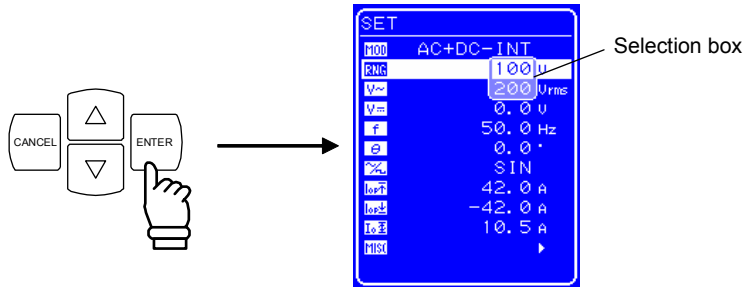 SET
MOD AC+DC-INT
Selection box
RNG 100 V
V~ 200 Vrms
V⎓ 0.0 V
f 50.0 Hz
CANCEL ENTER
θ 0.0 °
SIN
42.0 A
-42.0 A
10.5 A
MISC